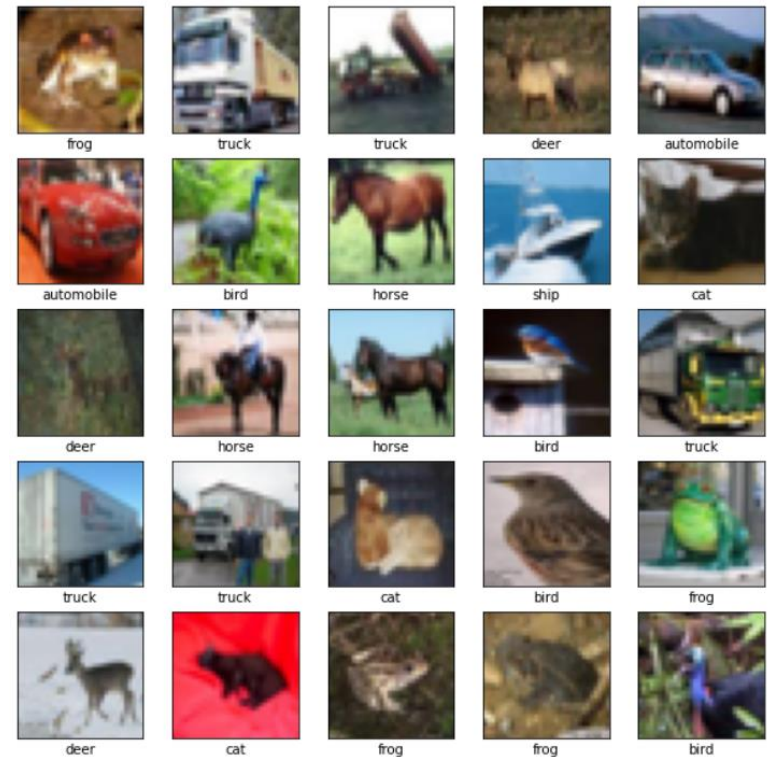 frog truck truck deer automobile
automobile bird horse ship cat
deer horse horse bird truck
truck truck cat bird frog
deer cat frog frog bird